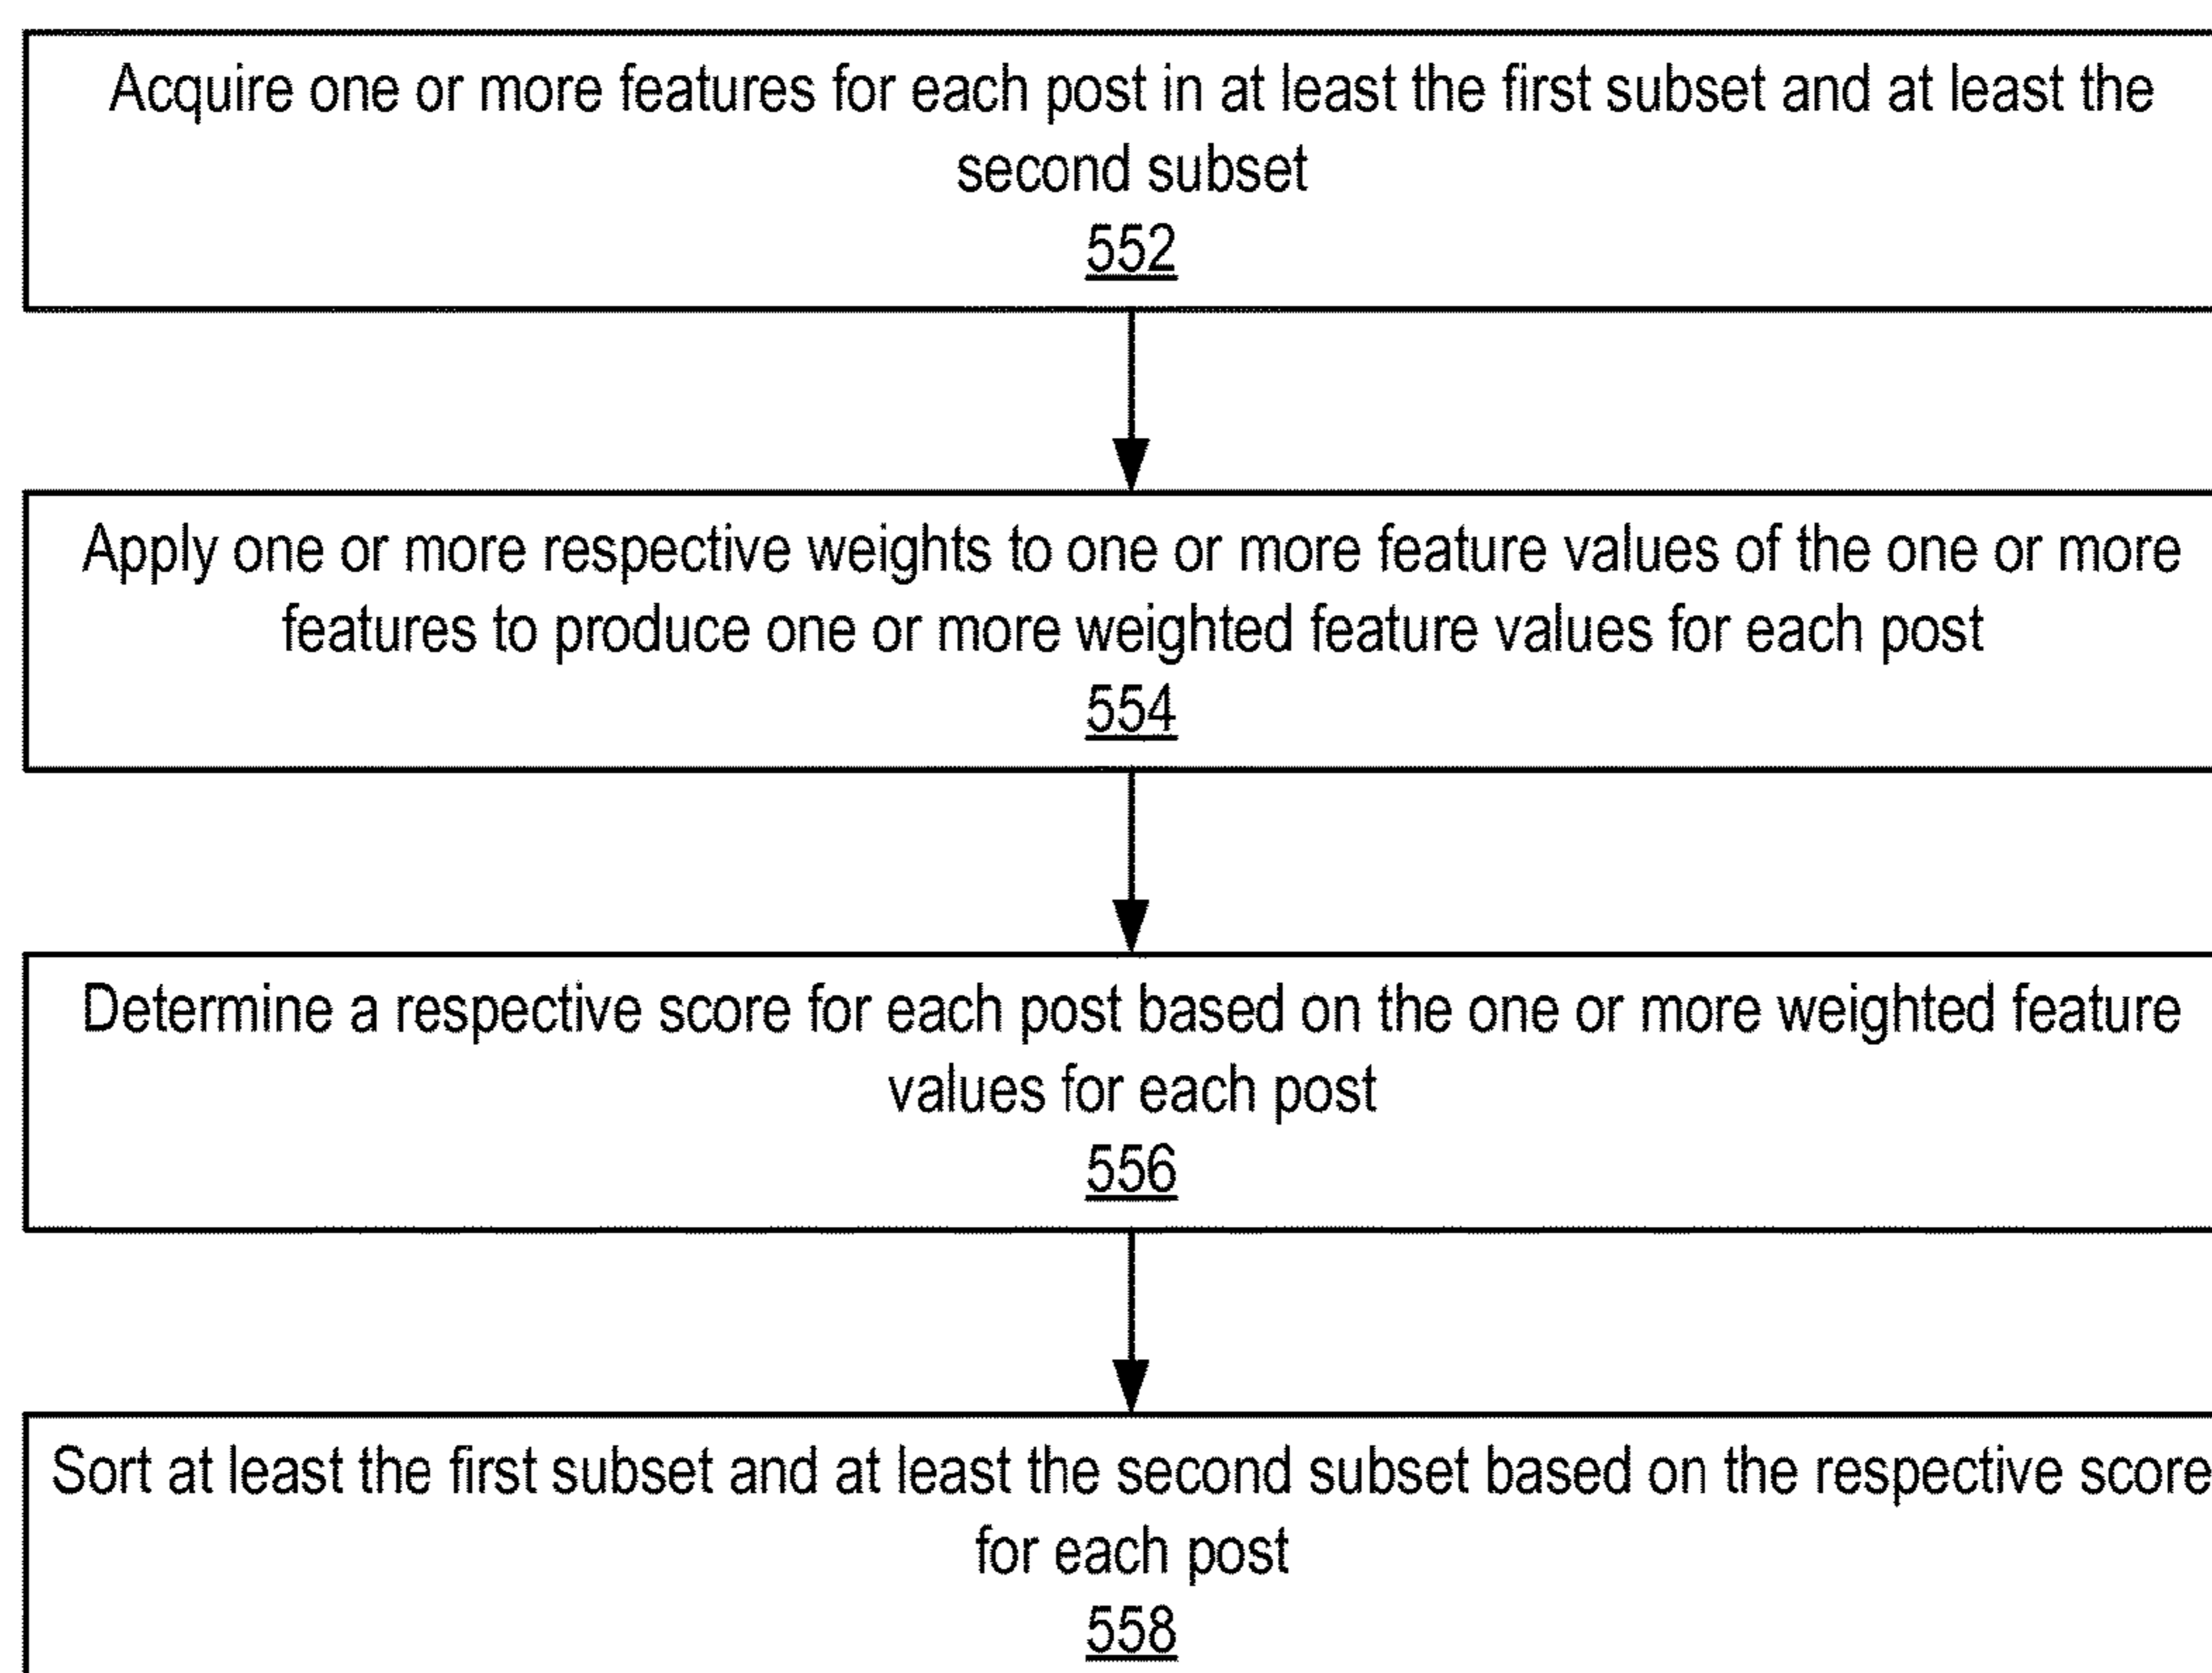 Acquire one or more features for each post in at least the first subset and at least the
second subset
552
Apply one or more respective weights to one or more feature values of the one or more
features to produce one or more weighted feature values for each post
554
Determine a respective score for each post based on the one or more weighted feature
values for each post
556
Sort at least the first subset and at least the second subset based on the respective score
for each post
558